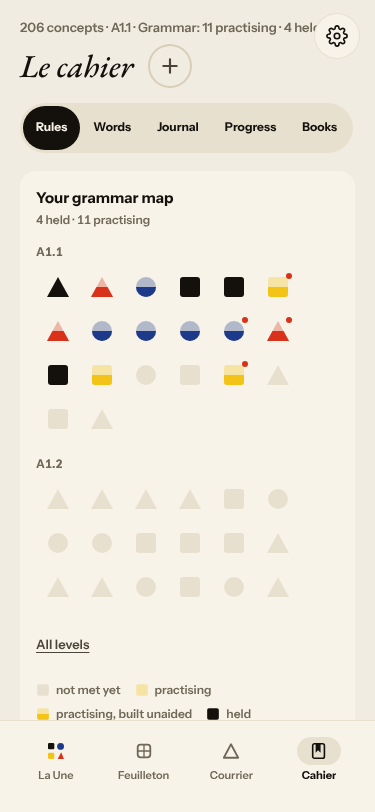 206 concepts · A1.1 · Grammar: 11 practising · 4 held
Le cahier
Rules Words Journal Progress Books
Your grammar map
4 held · 11 practising
A1.1
A1.2
All levels
not met yet practising
practising, built unaided held
La Une Feuilleton Courrier Cahier